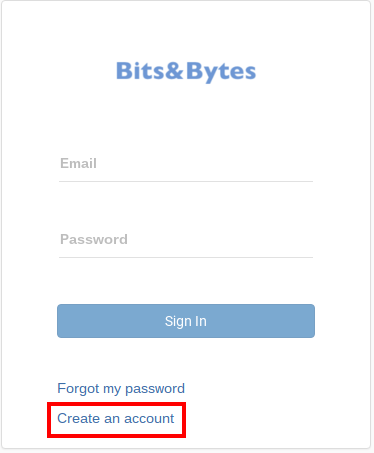 Bits&Bytes
Email
Password
Sign In
Forgot my password
Create an account